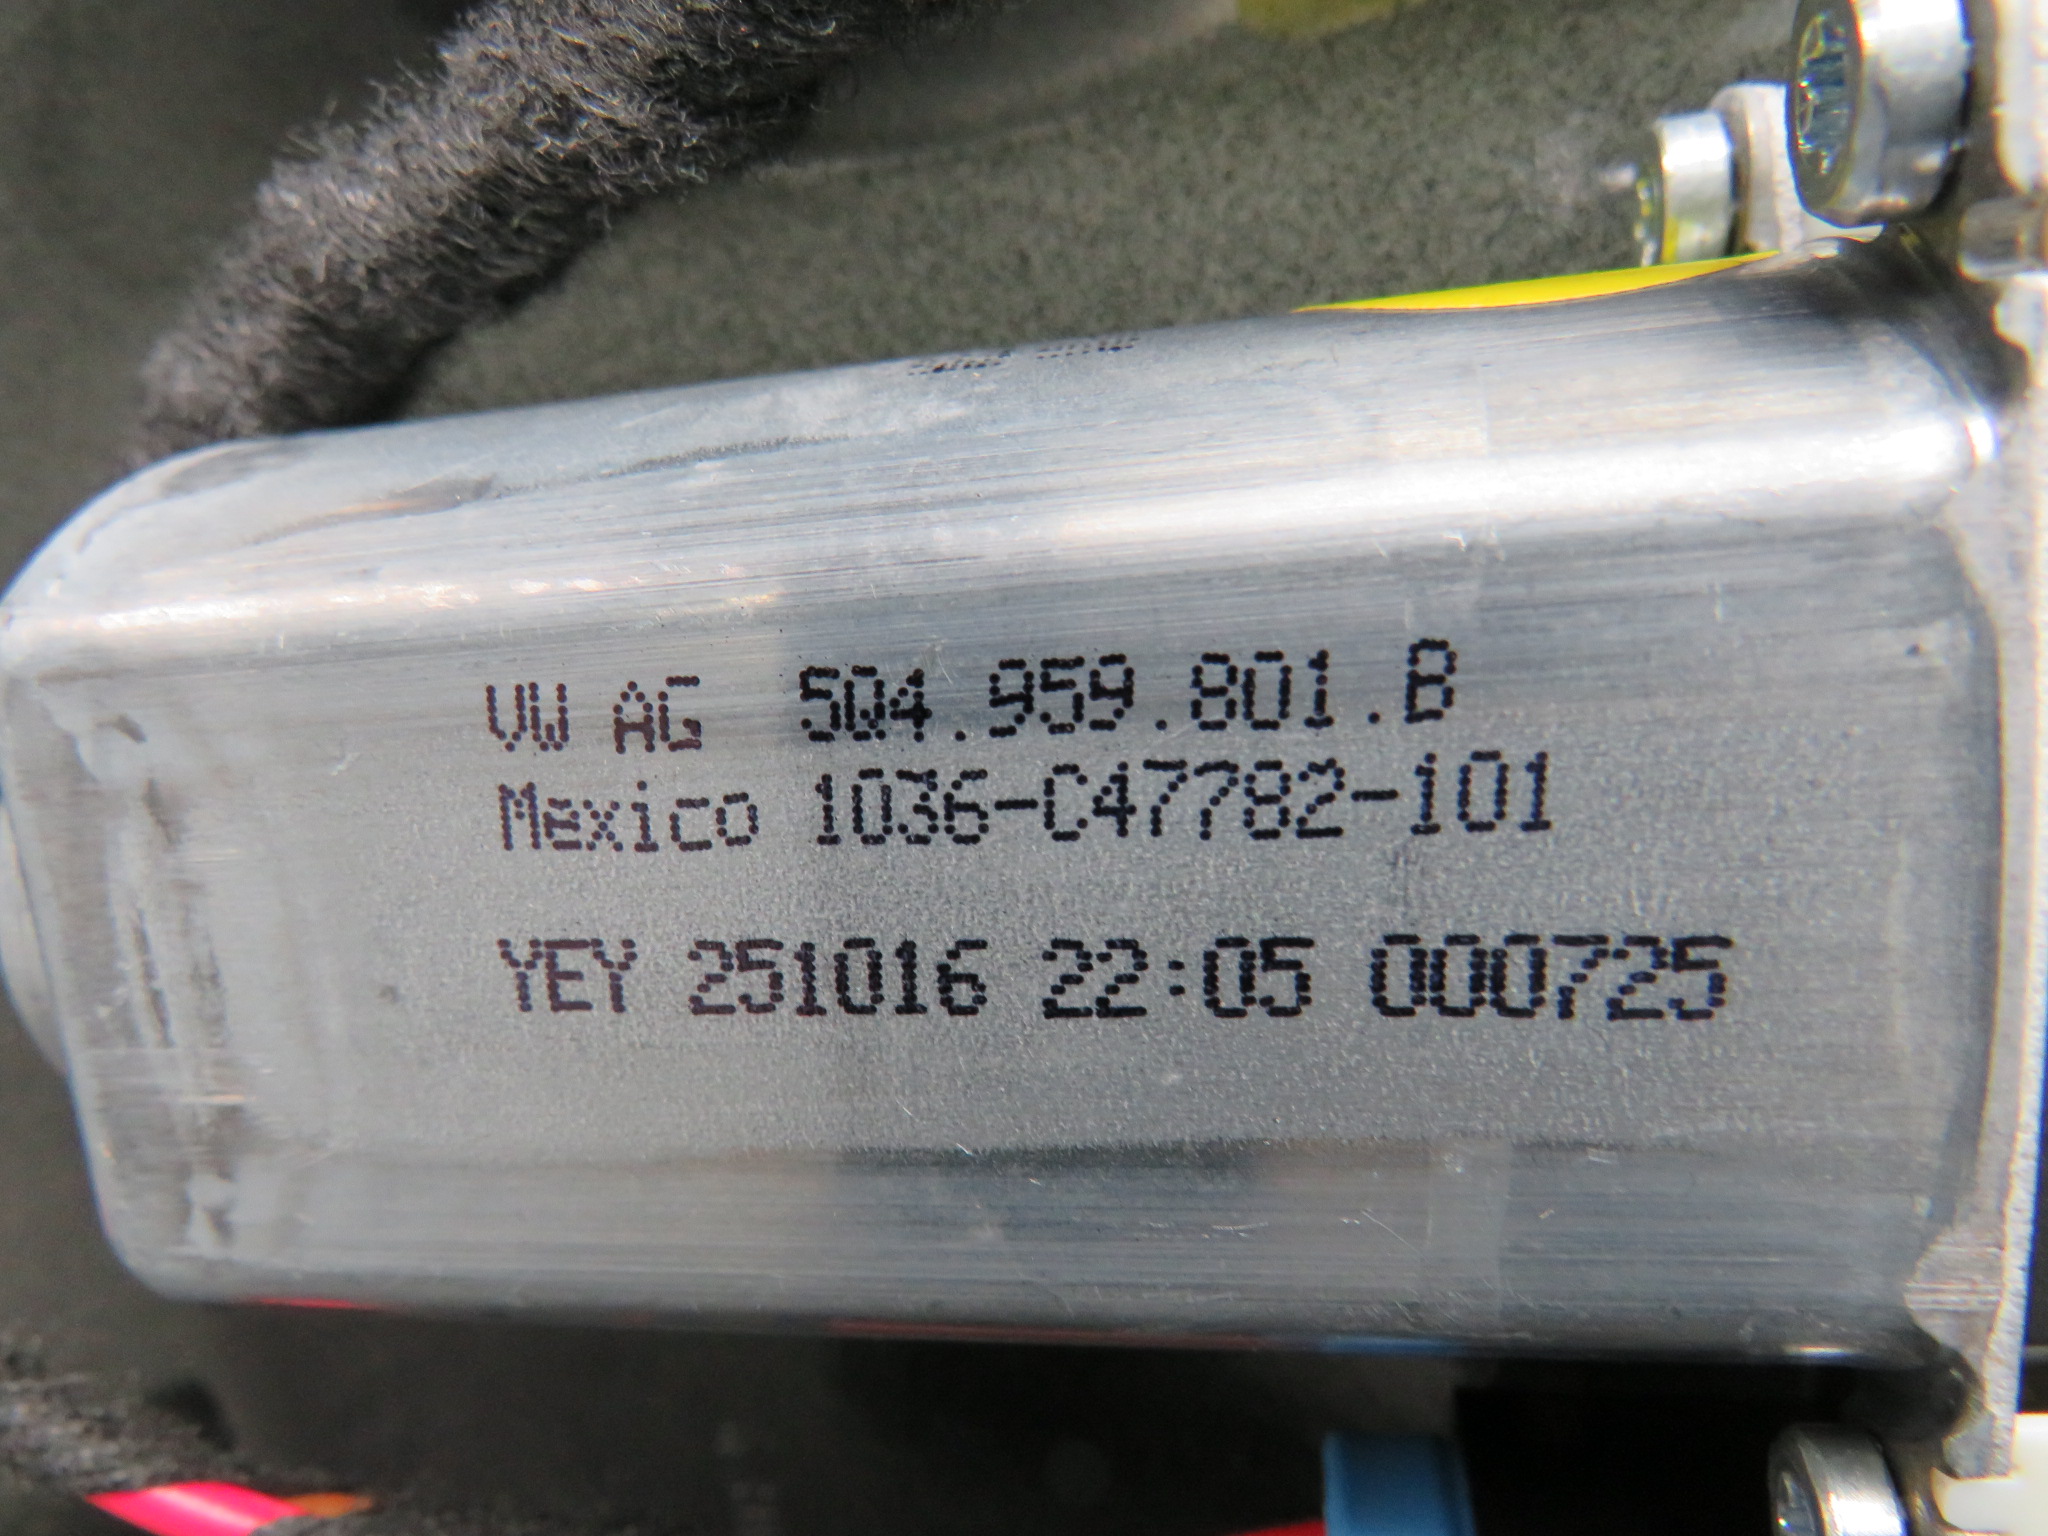 VW AG 5Q4.959.801.B
Mexico 1036-C47782-101
YEY 251016 22:05 000725